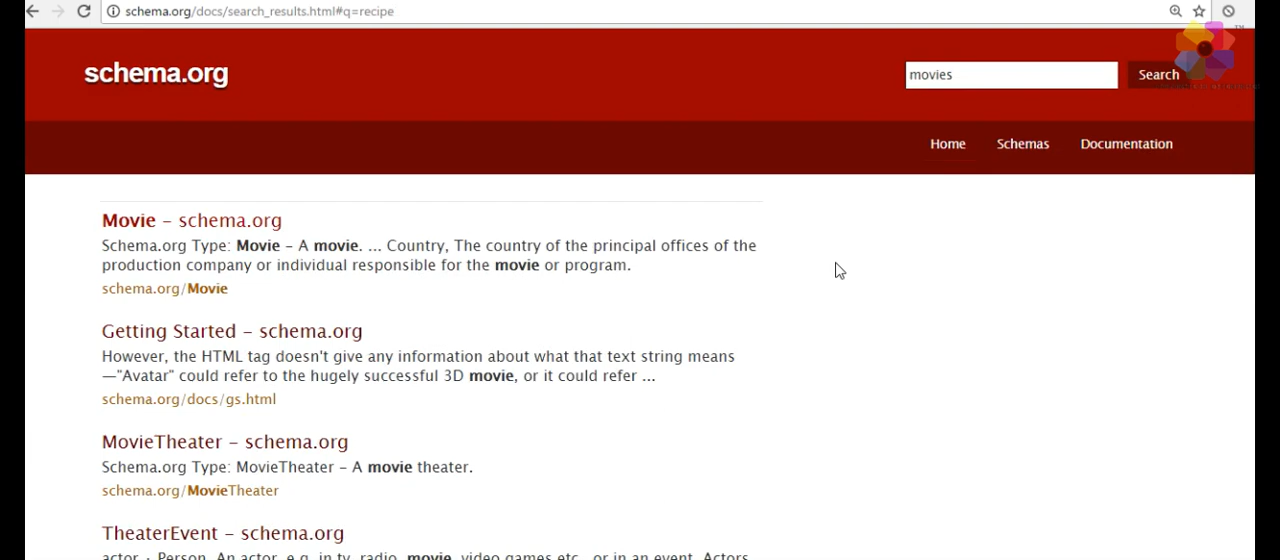 schema.org/docs/search_results.html#q=recipe
schema.org
movies
Search
Home Schemas Documentation
Movie – schema.org
Schema.org Type: Movie – A movie. ... Country, The country of the principal offices of the
production company or individual responsible for the movie or program.
schema.org/Movie
Getting Started – schema.org
However, the HTML tag doesn't give any information about what that text string means
—"Avatar" could refer to the hugely successful 3D movie, or it could refer ...
schema.org/docs/gs.html
MovieTheater – schema.org
Schema.org Type: MovieTheater – A movie theater.
schema.org/MovieTheater
TheaterEvent – schema.org
actor · Person. An actor, e.g. in tv, radio, movie, video games etc., or in an event. Actors